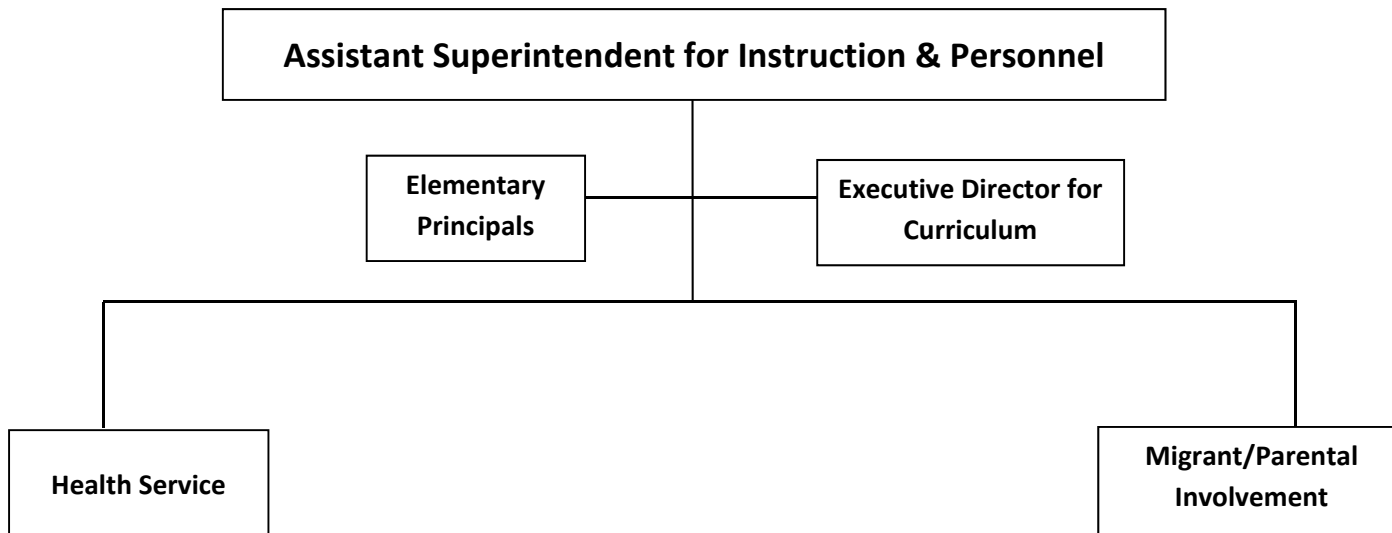 Assistant Superintendent for Instruction & Personnel
Elementary
Principals
Executive Director for
Curriculum
Health Service
Migrant/Parental
Involvement